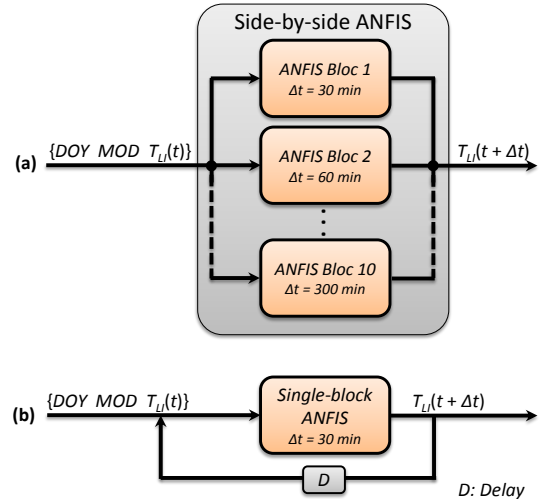 Side-by-side ANFIS
ANFIS Bloc 1
Δt = 30 min
(a)
{DOY MOD T_LI(t)}
ANFIS Bloc 2
Δt = 60 min
T_LI(t + Δt)
⋮
ANFIS Bloc 10
Δt = 300 min
(b)
{DOY MOD T_LI(t)}
Single-block
ANFIS
Δt = 30 min
T_LI(t + Δt)
D
D: Delay